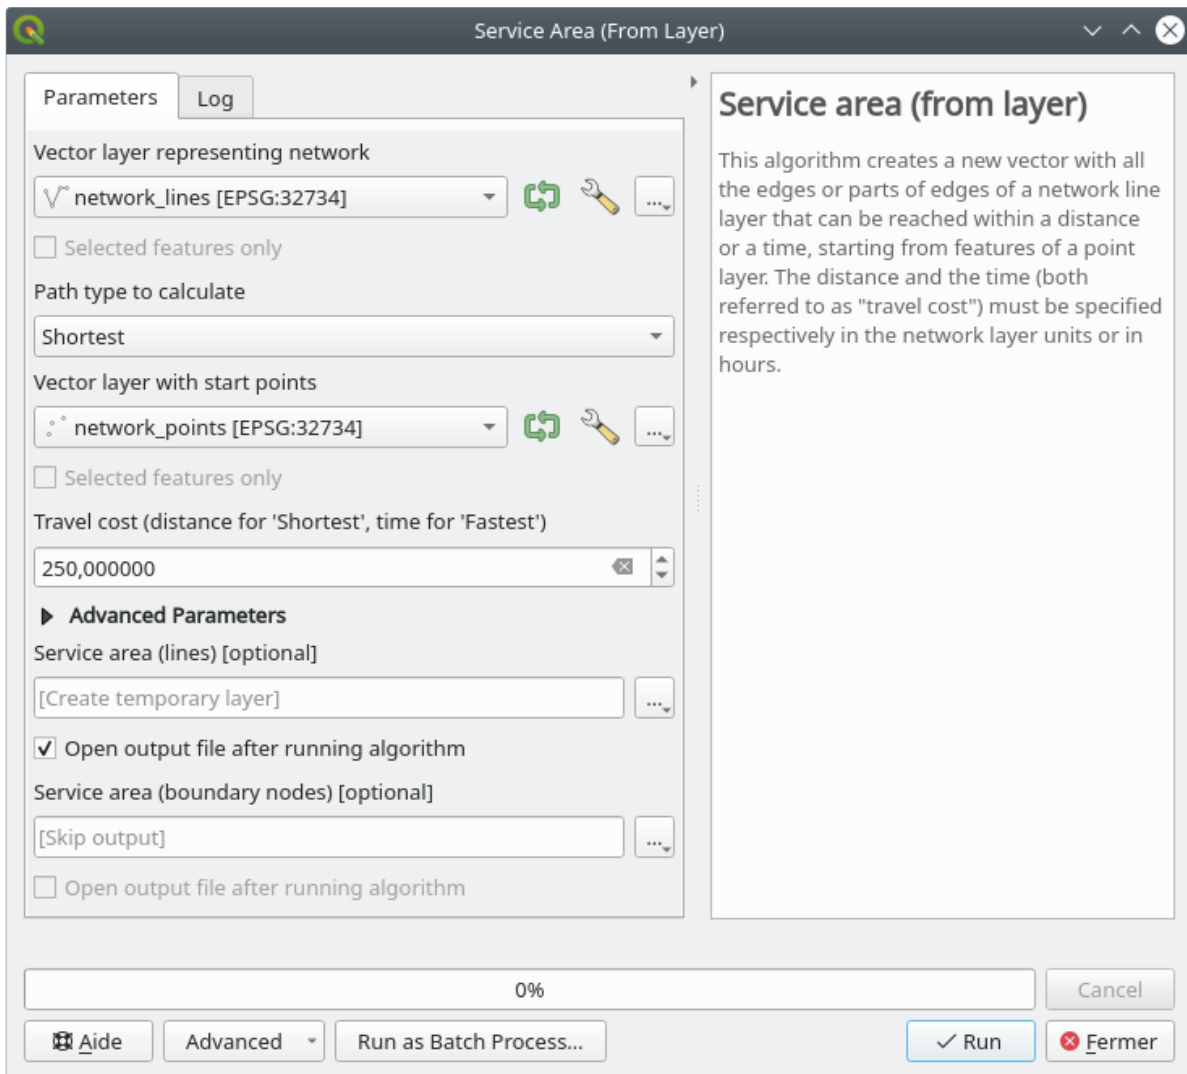 Service Area (From Layer)
Parameters
Log
Vector layer representing network
network_lines [EPSG:32734]
...
Selected features only
Path type to calculate
Shortest
Vector layer with start points
network_points [EPSG:32734]
...
Selected features only
Travel cost (distance for 'Shortest', time for 'Fastest')
250,000000
Advanced Parameters
Service area (lines) [optional]
[Create temporary layer]
...
Open output file after running algorithm
Service area (boundary nodes) [optional]
[Skip output]
...
Open output file after running algorithm
Service area (from layer)
This algorithm creates a new vector with all
the edges or parts of edges of a network line
layer that can be reached within a distance
or a time, starting from features of a point
layer. The distance and the time (both
referred to as "travel cost") must be specified
respectively in the network layer units or in
hours.
0%
Cancel
Aide
Advanced
Run as Batch Process...
Run
Fermer